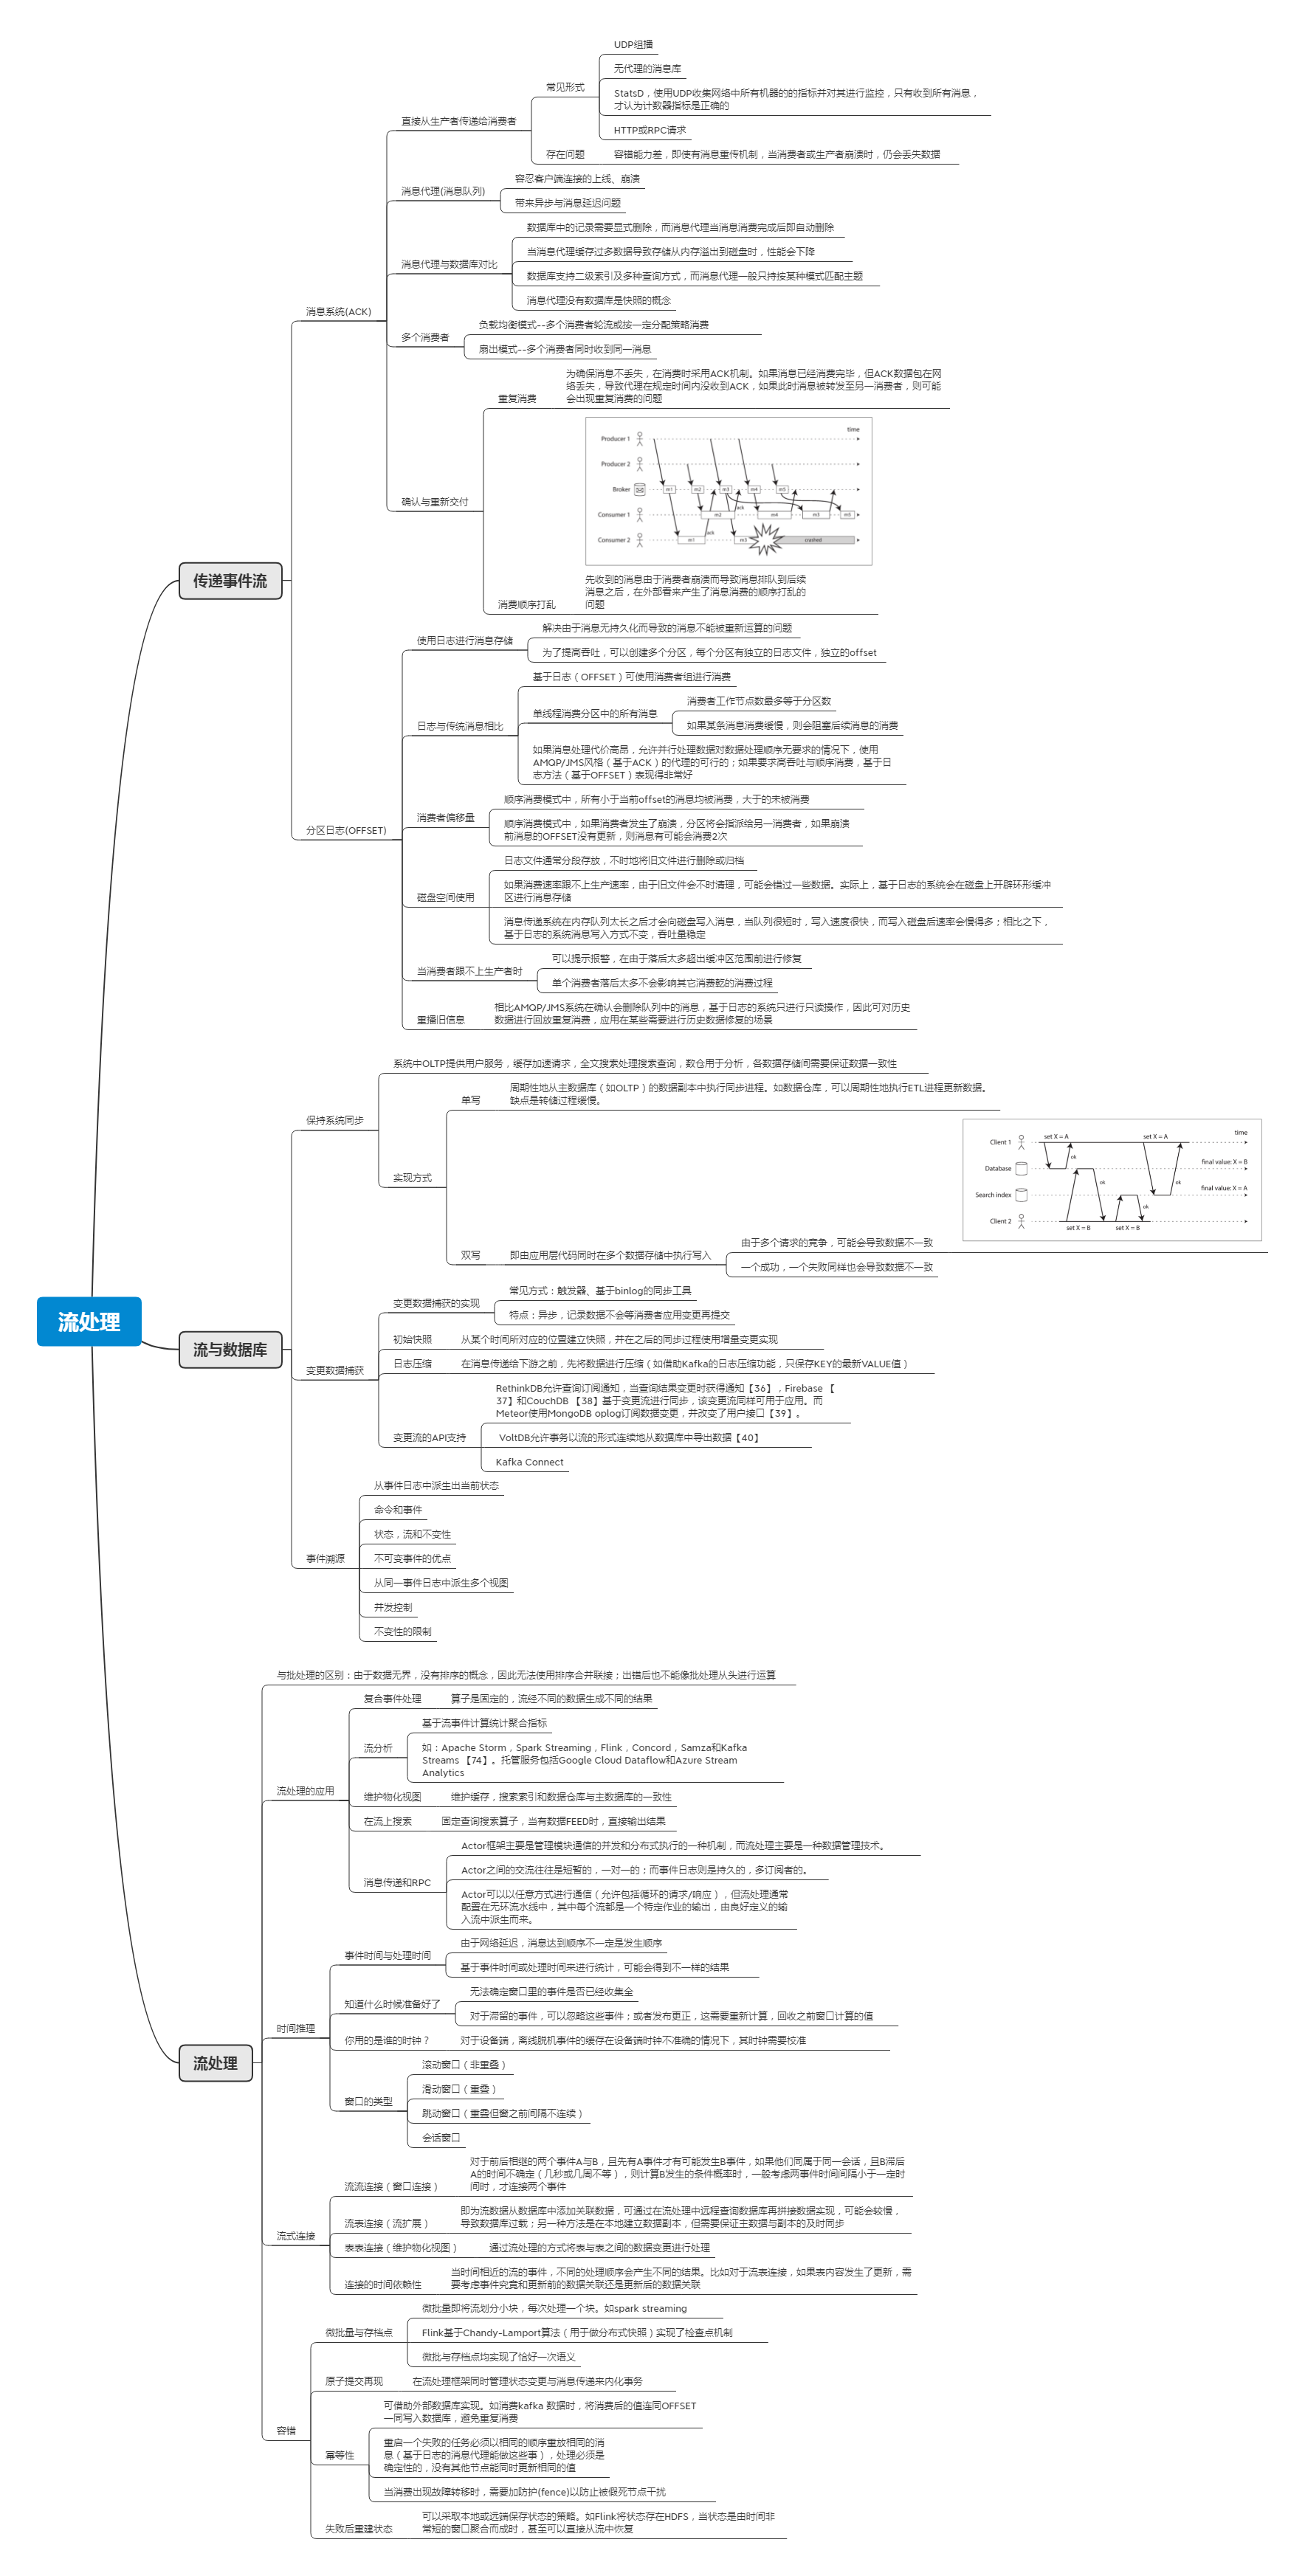 流处理
传递事件流
消息系统(ACK)
直接从生产者传递给消费者
常见形式
UDP组播
无代理的消息库
StatsD，使用UDP收集网络中所有机器的的指标并对其进行监控，只有收到所有消息，
才认为计数器指标是正确的
HTTP或RPC请求
存在问题
容错能力差，即使有消息重传机制，当消费者或生产者崩溃时，仍会丢失数据
消息代理(消息队列)
容忍客户端连接的上线、崩溃
带来异步与消息延迟问题
消息代理与数据库对比
数据库中的记录需要显式删除，而消息代理当消息消费完成后即自动删除
当消息代理缓存过多数据导致存储从内存溢出到磁盘时，性能会下降
数据库支持二级索引及多种查询方式，而消息代理一般只持按某种模式匹配主题
消息代理没有数据库是快照的概念
多个消费者
负载均衡模式--多个消费者轮流或按一定分配策略消费
扇出模式--多个消费者同时收到同一消息
确认与重新交付
重复消费
为确保消息不丢失，在消费时采用ACK机制。如果消息已经消费完毕，但ACK数据包在网
络丢失，导致代理在规定时间内没收到ACK，如果此时消息被转发至另一消费者，则可能
会出现重复消费的问题
time
Producer 1
Producer 2
Broker
m1
m2
m3
m4
m5
Consumer 1
m2
ack
m4
m3
m5
Consumer 2
m1
ack
m3
crashed
消费顺序打乱
先收到的消息由于消费者崩溃而导致消息排队到后续
消息之后，在外部看来产生了消息消费的顺序打乱的
问题
分区日志(OFFSET)
使用日志进行消息存储
解决由于消息无持久化而导致的消息不能被重新运算的问题
为了提高吞吐，可以创建多个分区，每个分区有独立的日志文件，独立的offset
日志与传统消息相比
基于日志（OFFSET）可使用消费者组进行消费
单线程消费分区中的所有消息
消费者工作节点数最多等于分区数
如果某条消息消费缓慢，则会阻塞后续消息的消费
如果消息处理代价高昂，允许并行处理数据对数据处理顺序无要求的情况下，使用
AMQP/JMS风格（基于ACK）的代理的可行的；如果要求高吞吐与顺序消费，基于日
志方法（基于OFFSET）表现得非常好
消费者偏移量
顺序消费模式中，所有小于当前offset的消息均被消费，大于的未被消费
顺序消费模式中，如果消费者发生了崩溃，分区将会指派给另一消费者，如果崩溃
前消息的OFFSET没有更新，则消息有可能会消费2次
磁盘空间使用
日志文件通常分段存放，不时地将旧文件进行删除或归档
如果消费速率跟不上生产速率，由于旧文件会不时清理，可能会错过一些数据。实际上，基于日志的系统会在磁盘上开辟环形缓冲
区进行消息存储
消息传递系统在内存队列太长之后才会向磁盘写入消息，当队列很短时，写入速度很快，而写入磁盘后速率会慢得多；相比之下，
基于日志的系统消息写入方式不变，吞吐量稳定
当消费者跟不上生产者时
可以提示报警，在由于落后太多超出缓冲区范围前进行修复
单个消费者落后太多不会影响其它消费乾的消费过程
重播旧信息
相比AMQP/JMS系统在确认会删除队列中的消息，基于日志的系统只进行只读操作，因此可对历史
数据进行回放重复消费，应用在某些需要进行历史数据修复的场景
流与数据库
保持系统同步
系统中OLTP提供用户服务，缓存加速请求，全文搜索处理搜索查询，数仓用于分析，各数据存储间需要保证数据一致性
实现方式
单写
周期性地从主数据库（如OLTP）的数据副本中执行同步进程。如数据仓库，可以周期性地执行ETL进程更新数据。
缺点是转储过程缓慢。
双写
即由应用层代码同时在多个数据存储中执行写入
由于多个请求的竞争，可能会导致数据不一致
set X = A
set X = A
time
Client 1
ok
Database
final value: X = B
ok
ok
Search index
final value: X = A
ok
Client 2
set X = B
set X = B
一个成功，一个失败同样也会导致数据不一致
变更数据捕获
变更数据捕获的实现
常见方式：触发器、基于binlog的同步工具
特点：异步，记录数据不会等消费者应用变更再提交
初始快照
从某个时间所对应的位置建立快照，并在之后的同步过程使用增量变更实现
日志压缩
在消息传递给下游之前，先将数据进行压缩（如借助Kafka的日志压缩功能，只保存KEY的最新VALUE值）
变更流的API支持
RethinkDB允许查询订阅通知，当查询结果变更时获得通知【36】，Firebase 【
37】和CouchDB 【38】基于变更流进行同步，该变更流同样可用于应用。而
Meteor使用MongoDB oplog订阅数据变更，并改变了用户接口【39】。
VoltDB允许事务以流的形式连续地从数据库中导出数据【40】
Kafka Connect
事件溯源
从事件日志中派生出当前状态
命令和事件
状态，流和不变性
不可变事件的优点
从同一事件日志中派生多个视图
并发控制
不变性的限制
流处理
与批处理的区别：由于数据无界，没有排序的概念，因此无法使用排序合并联接；出错后也不能像批处理从头进行运算
流处理的应用
复合事件处理
算子是固定的，流经不同的数据生成不同的结果
流分析
基于流事件计算统计聚合指标
如：Apache Storm，Spark Streaming，Flink，Concord，Samza和Kafka
Streams 【74】。托管服务包括Google Cloud Dataflow和Azure Stream
Analytics
维护物化视图
维护缓存，搜索索引和数据仓库与主数据库的一致性
在流上搜索
固定查询搜索算子，当有数据FEED时，直接输出结果
消息传递和RPC
Actor框架主要是管理模块通信的并发和分布式执行的一种机制，而流处理主要是一种数据管理技术。
Actor之间的交流往往是短暂的，一对一的；而事件日志则是持久的，多订阅者的。
Actor可以以任意方式进行通信（允许包括循环的请求/响应），但流处理通常
配置在无环流水线中，其中每个流都是一个特定作业的输出，由良好定义的输
入流中派生而来。
时间推理
事件时间与处理时间
由于网络延迟，消息达到顺序不一定是发生顺序
基于事件时间或处理时间来进行统计，可能会得到不一样的结果
知道什么时候准备好了
无法确定窗口里的事件是否已经收集全
对于滞留的事件，可以忽略这些事件；或者发布更正，这需要重新计算，回收之前窗口计算的值
你用的是谁的时钟？
对于设备端，离线脱机事件的缓存在设备端时钟不准确的情况下，其时钟需要校准
窗口的类型
滚动窗口（非重叠）
滑动窗口（重叠）
跳动窗口（重叠但窗之前间隔不连续）
会话窗口
流式连接
流流连接（窗口连接）
对于前后相继的两个事件A与B，且先有A事件才有可能发生B事件，如果他们同属于同一会话，且B滞后
A的时间不确定（几秒或几周不等），则计算B发生的条件概率时，一般考虑两事件时间间隔小于一定时
间时，才连接两个事件
流表连接（流扩展）
即为流数据从数据库中添加关联数据，可通过在流处理中远程查询数据库再拼接数据实现，可能会较慢，
导致数据库过载；另一种方法是在本地建立数据副本，但需要保证主数据与副本的及时同步
表表连接（维护物化视图）
通过流处理的方式将表与表之间的数据变更进行处理
连接的时间依赖性
当时间相近的流的事件，不同的处理顺序会产生不同的结果。比如对于流表连接，如果表内容发生了更新，需
要考虑事件究竟和更新前的数据关联还是更新后的数据关联
容错
微批量与存档点
微批量即将流划分小块，每次处理一个块。如spark streaming
Flink基于Chandy-Lamport算法（用于做分布式快照）实现了检查点机制
微批与存档点均实现了恰好一次语义
原子提交再现
在流处理框架同时管理状态变更与消息传递来内化事务
幂等性
可借助外部数据库实现。如消费kafka 数据时，将消费后的值连同OFFSET
一同写入数据库，避免重复消费
重启一个失败的任务必须以相同的顺序重放相同的消
息（基于日志的消息代理能做这些事），处理必须是
确定性的，没有其他节点能同时更新相同的值
当消费出现故障转移时，需要加防护(fence)以防止被假死节点干扰
失败后重建状态
可以采取本地或远端保存状态的策略。如Flink将状态存在HDFS，当状态是由时间非
常短的窗口聚合而成时，甚至可以直接从流中恢复